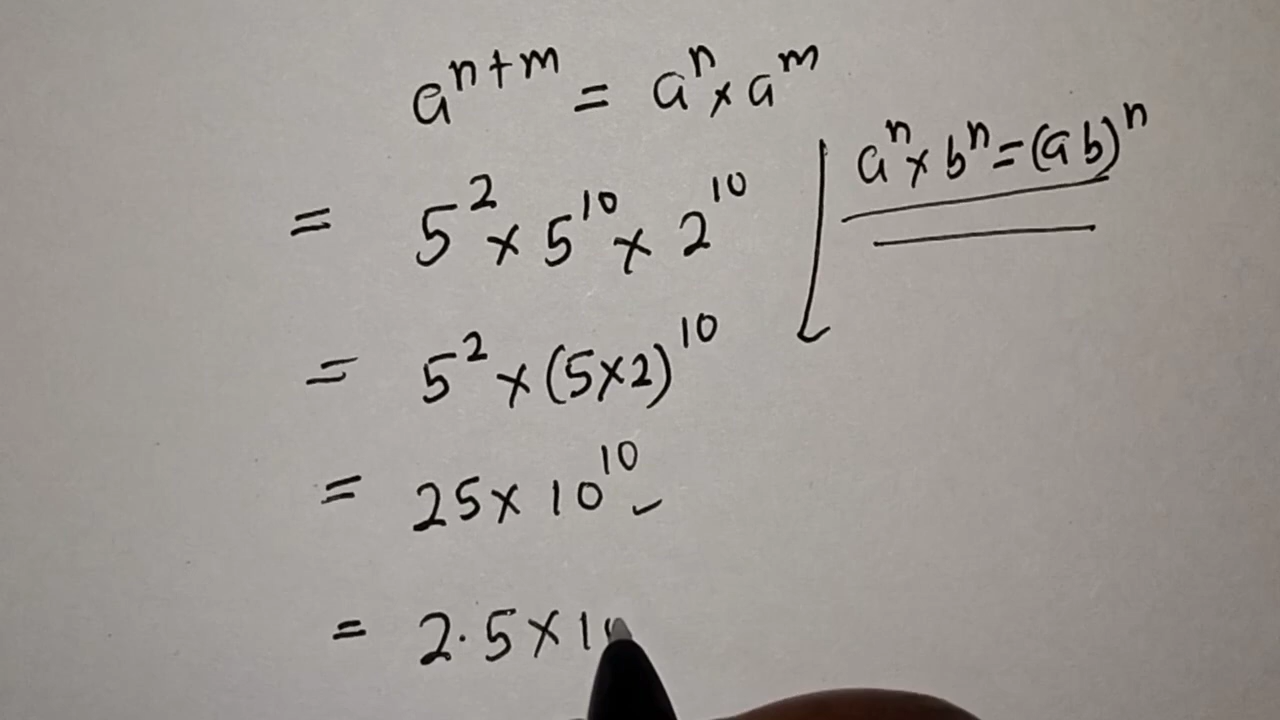 a^{n+m} = a^n × a^m
a^n × b^n = (ab)^n
= 5^2 × 5^{10} × 2^{10}
= 5^2 × (5×2)^{10}
= 25 × 10^{10}
= 2.5 × 1